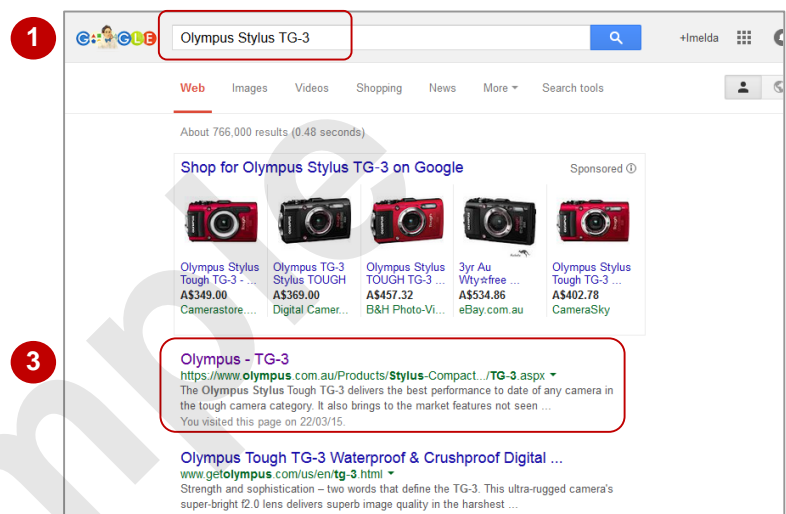 1
GOOGLE
Olympus Stylus TG-3
+Imelda
Web Images Videos Shopping News More Search tools
About 766,000 results (0.48 seconds)
Shop for Olympus Stylus TG-3 on Google
Sponsored
Olympus Stylus
Tough TG-3 - ...
A$349.00
Camerastore....
Olympus TG-3
Stylus TOUGH
A$369.00
Digital Camer...
Olympus Stylus
TOUGH TG-3 ...
A$457.32
B&H Photo-Vi...
3yr Au
Wty☆free ...
A$534.86
eBay.com.au
Olympus Stylus
Tough TG-3 ...
A$402.78
CameraSky
3
Olympus - TG-3
https://www.olympus.com.au/Products/Stylus-Compact.../TG-3.aspx
The Olympus Stylus Tough TG-3 delivers the best performance to date of any camera in
the tough camera category. It also brings to the market features not seen ...
You visited this page on 22/03/15.
Olympus Tough TG-3 Waterproof & Crushproof Digital ...
www.getolympus.com/us/en/tg-3.html
Strength and sophistication – two words that define the TG-3. This ultra-rugged camera's
super-bright f2.0 lens delivers superb image quality in the harshest ...